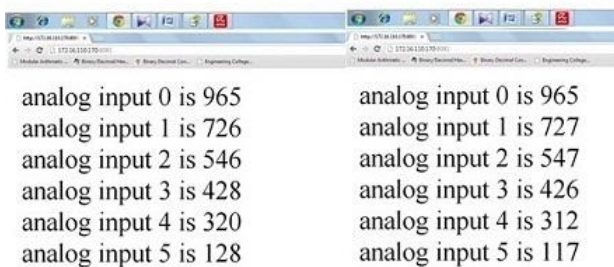 analog input 0 is 965
analog input 1 is 726
analog input 2 is 546
analog input 3 is 428
analog input 4 is 320
analog input 5 is 128
analog input 0 is 965
analog input 1 is 727
analog input 2 is 547
analog input 3 is 426
analog input 4 is 312
analog input 5 is 117